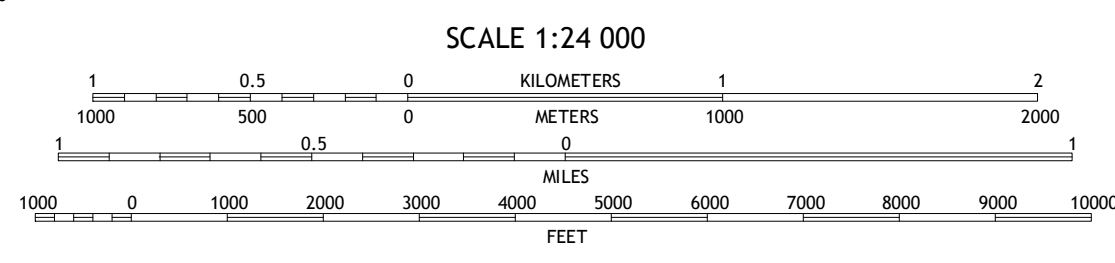 SCALE 1:24 000
1 0.5 0 KILOMETERS 1 2
1000 500 0 METERS 1000 2000
1 0.5 0 1
MILES
1000 0 1000 2000 3000 4000 5000 6000 7000 8000 9000 10000
FEET